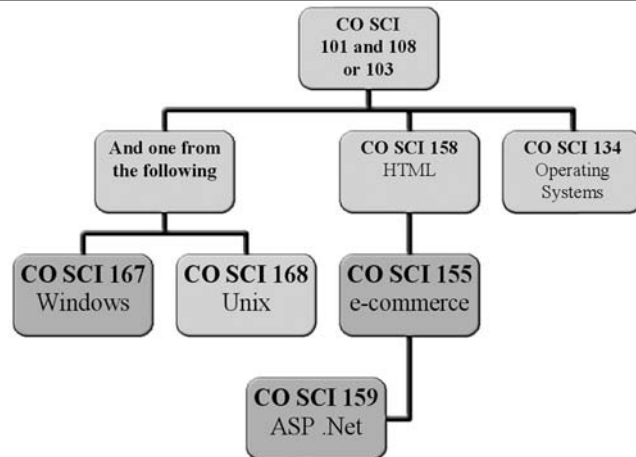 CO SCI
101 and 108
or 103
And one from
the following
CO SCI 158
HTML
CO SCI 134
Operating
Systems
CO SCI 167
Windows
CO SCI 168
Unix
CO SCI 155
e-commerce
CO SCI 159
ASP .Net